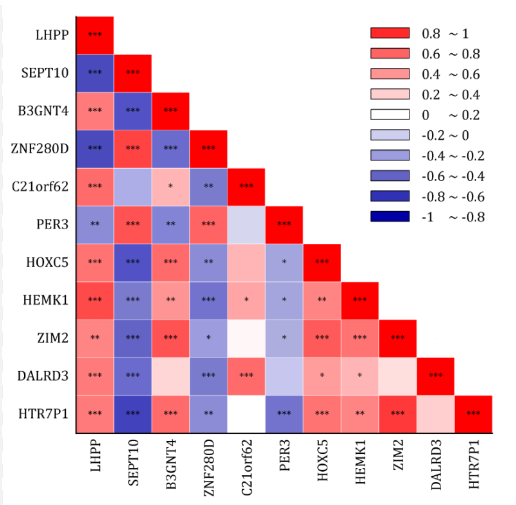 LHPP *** 0.8 ~ 1
SEPT10 *** *** 0.6 ~ 0.8
B3GNT4 *** *** *** 0.4 ~ 0.6
0.2 ~ 0.4
ZNF280D *** *** *** *** 0 ~ 0.2
-0.2 ~ 0
C21orf62 *** * ** *** -0.4 ~ -0.2
-0.6 ~ -0.4
-0.8 ~ -0.6
PER3 ** *** ** *** *** -1 ~ -0.8
HOXC5 *** *** *** ** * ***
HEMK1 *** *** ** *** * * ** ***
ZIM2 ** *** *** * * *** *** ***
DALRD3 *** *** *** *** * * ***
HTR7P1 *** *** *** ** *** *** ** *** ***
LHPP SEPT10 B3GNT4 ZNF280D C21orf62 PER3 HOXC5 HEMK1 ZIM2 DALRD3 HTR7P1